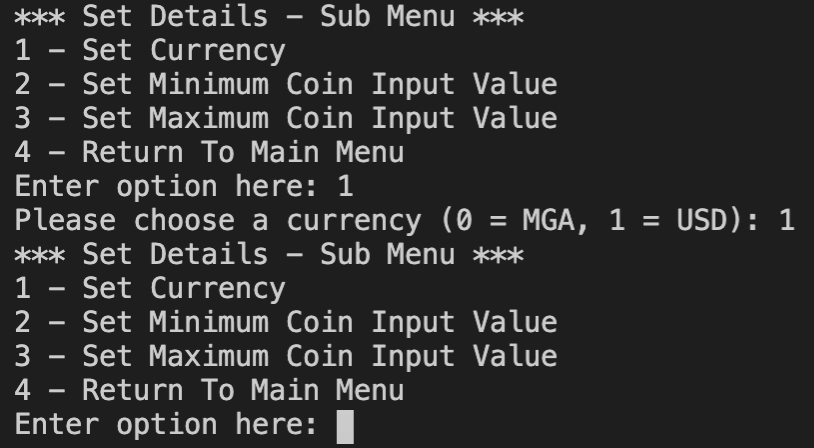 *** Set Details – Sub Menu ***
1 – Set Currency
2 – Set Minimum Coin Input Value
3 – Set Maximum Coin Input Value
4 – Return To Main Menu
Enter option here: 1
Please choose a currency (0 = MGA, 1 = USD): 1
*** Set Details – Sub Menu ***
1 – Set Currency
2 – Set Minimum Coin Input Value
3 – Set Maximum Coin Input Value
4 – Return To Main Menu
Enter option here: